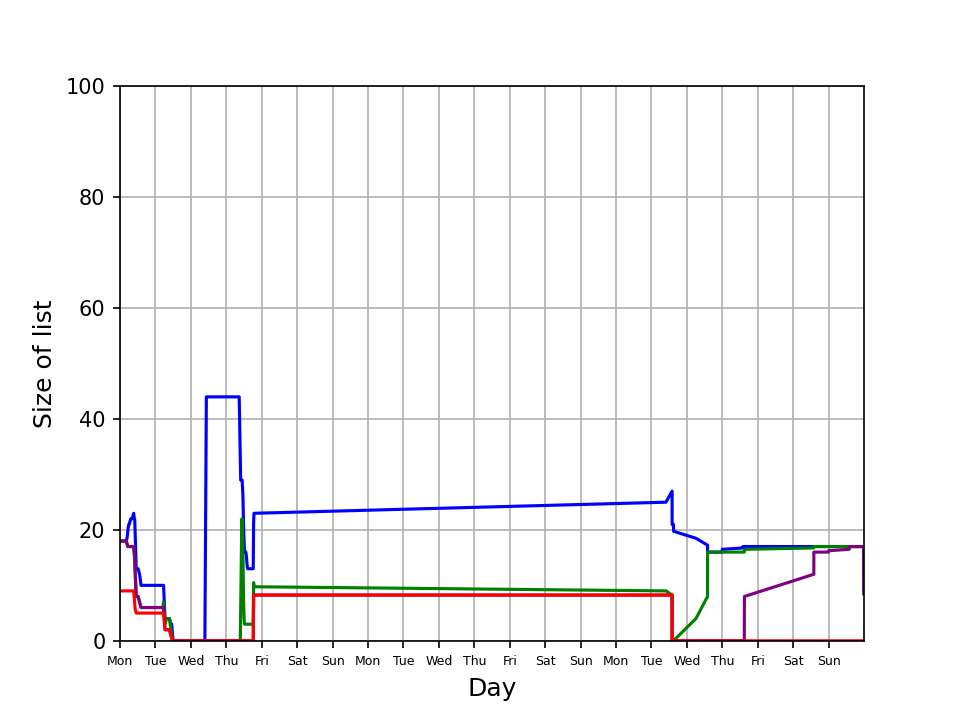 100
80
60
40
20
0
Size of list
Mon Tue Wed Thu Fri Sat Sun Mon Tue Wed Thu Fri Sat Sun Mon Tue Wed Thu Fri Sat Sun
Day